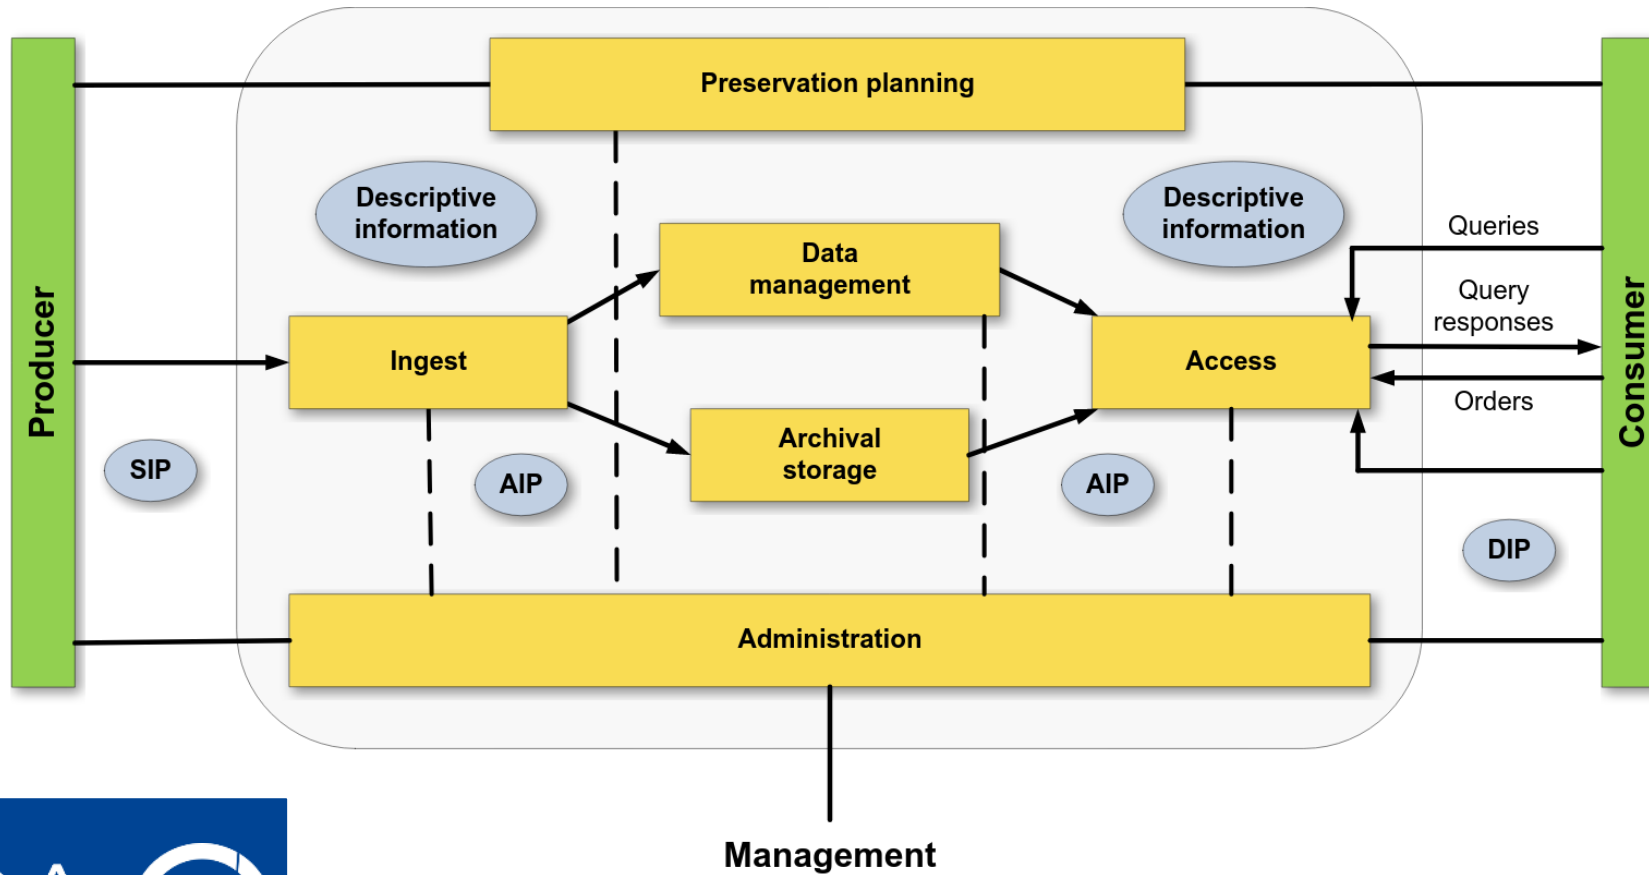 Preservation planning
Descriptive
information
Descriptive
information
Data
management
Queries
Query
responses
Producer
Ingest
Access
Consumer
Orders
Archival
storage
SIP
AIP
AIP
DIP
Administration
Management